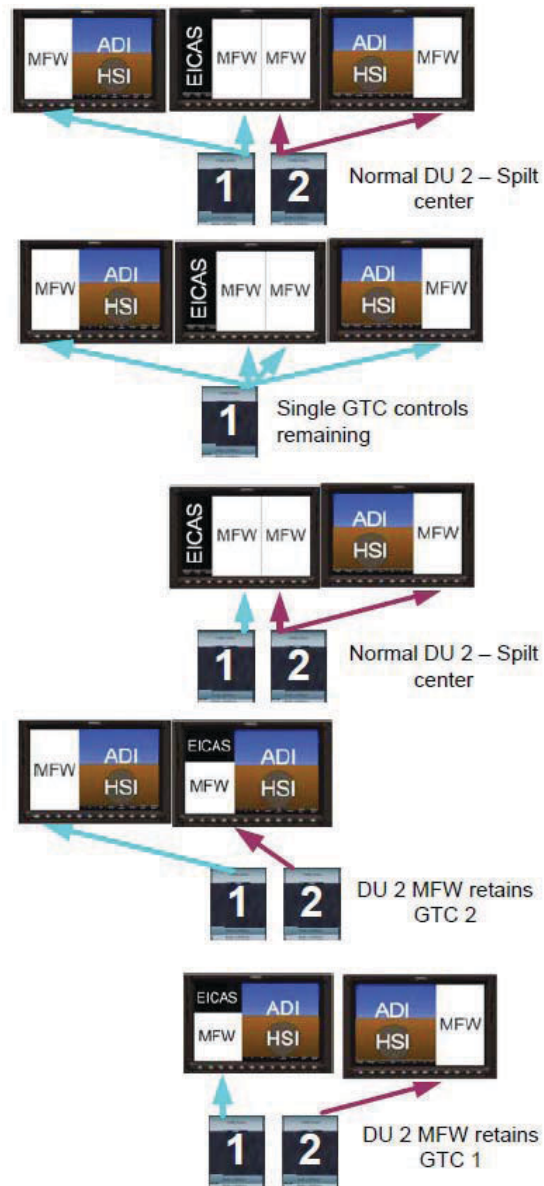 MFW ADI HSI EICAS MFW MFW ADI HSI MFW
1 2 Normal DU 2 – Spilt
center
MFW ADI HSI EICAS MFW MFW ADI HSI MFW
1 Single GTC controls
remaining
EICAS MFW MFW ADI HSI MFW
1 2 Normal DU 2 – Spilt
center
MFW ADI HSI EICAS MFW ADI HSI
1 2 DU 2 MFW retains
GTC 2
EICAS MFW ADI HSI ADI HSI MFW
1 2 DU 2 MFW retains
GTC 1